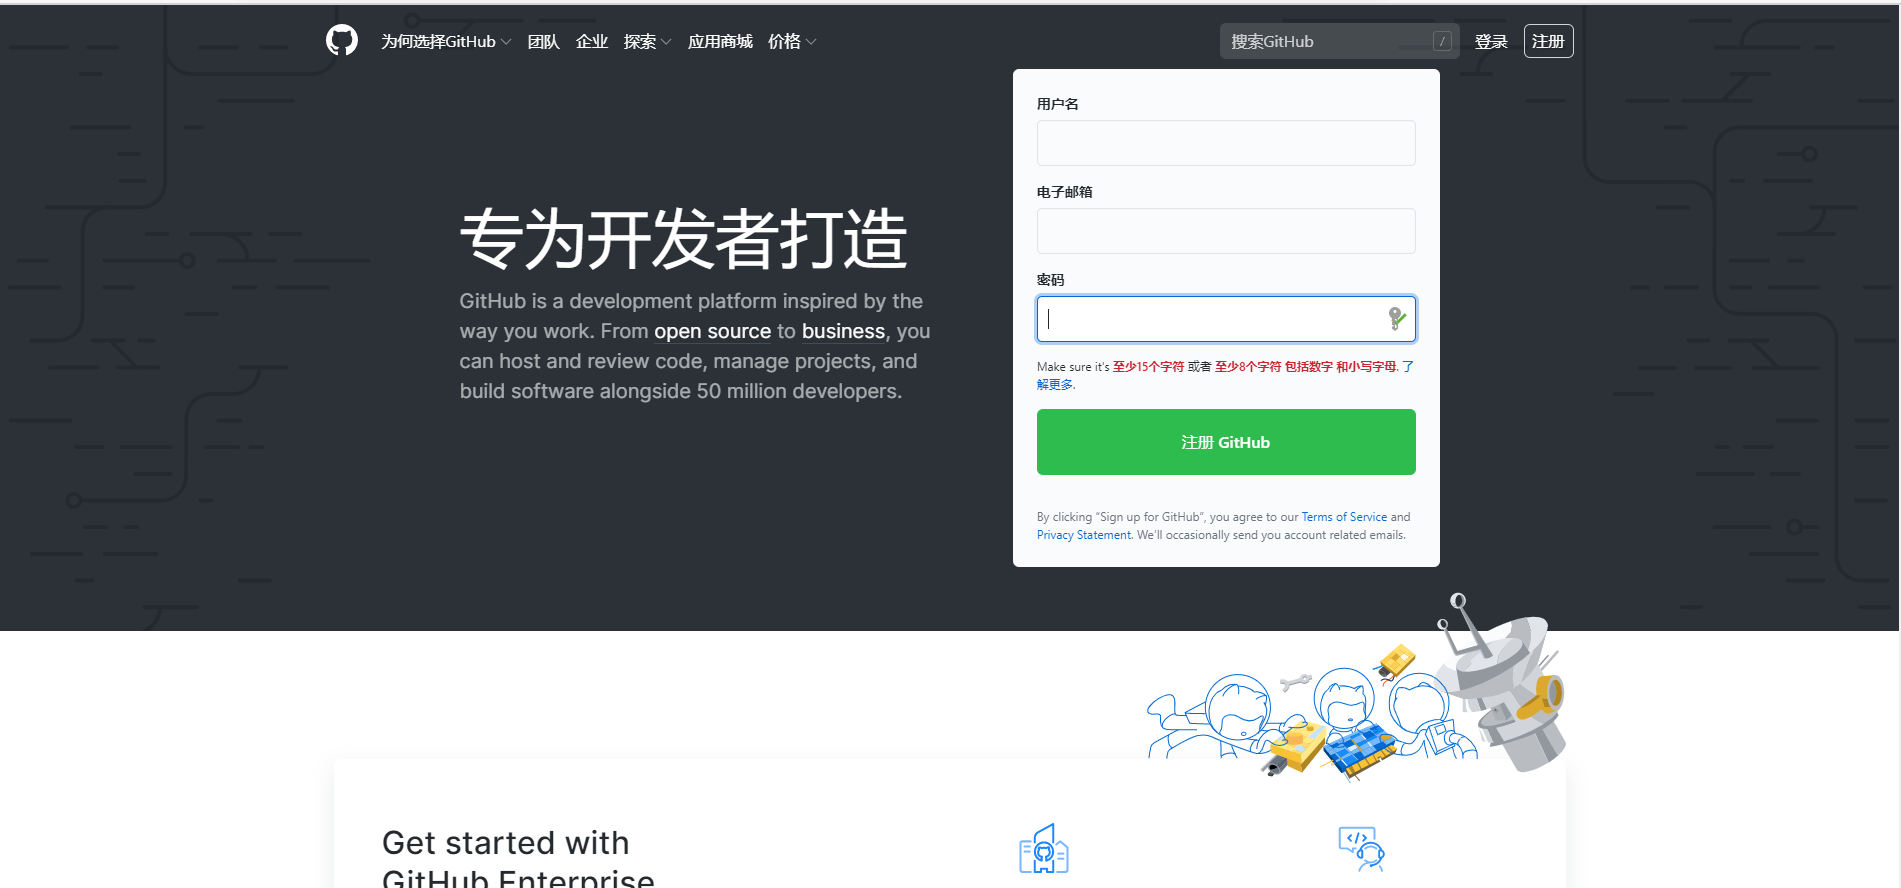 为何选择GitHub 团队 企业 探索 应用商城 价格 搜索GitHub / 登录 注册
专为开发者打造
GitHub is a development platform inspired by the
way you work. From open source to business, you
can host and review code, manage projects, and
build software alongside 50 million developers.
用户名
电子邮箱
密码
Make sure it's 至少15个字符 或者 至少8个字符 包括数字 和小写字母. 了
解更多.
注册 GitHub
By clicking “Sign up for GitHub”, you agree to our Terms of Service and
Privacy Statement. We’ll occasionally send you account related emails.
Get started with
GitHub Enterprise